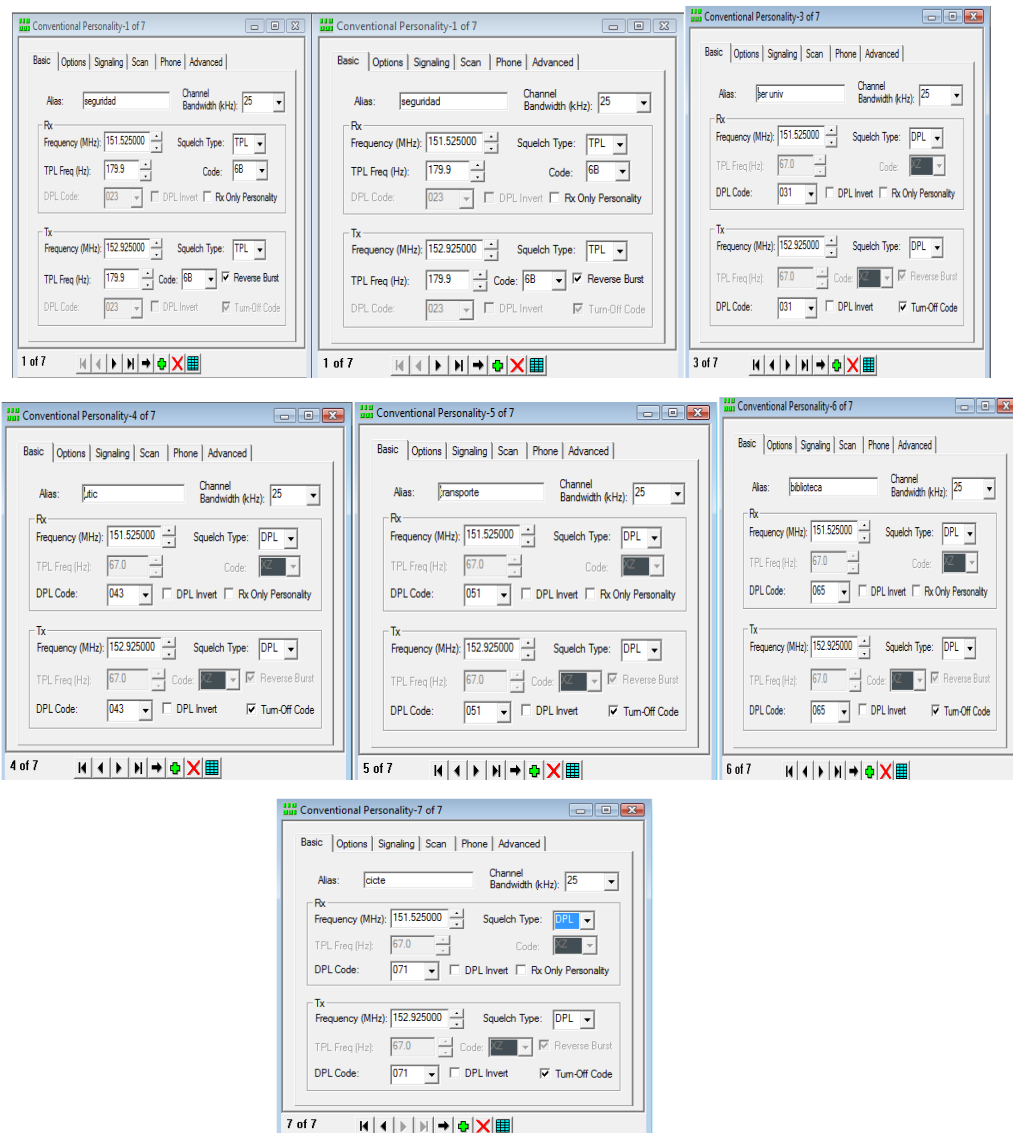 Conventional Personality-1 of 7
Basic Options Signaling Scan Phone Advanced
Alias: seguridad Channel Bandwidth (kHz): 25
Rx
Frequency (MHz): 151.525000 Squelch Type: TPL
TPL Freq (Hz): 179.9 Code: 6B
DPL Code: 023 DPL Invert Rx Only Personality
Tx
Frequency (MHz): 152.925000 Squelch Type: TPL
TPL Freq (Hz): 179.9 Code: 6B Reverse Burst
DPL Code: 023 DPL Invert Turn-Off Code
1 of 7
Conventional Personality-1 of 7
Basic Options Signaling Scan Phone Advanced
Alias: seguridad Channel Bandwidth (kHz): 25
Rx
Frequency (MHz): 151.525000 Squelch Type: TPL
TPL Freq (Hz): 179.9 Code: 6B
DPL Code: 023 DPL Invert Rx Only Personality
Tx
Frequency (MHz): 152.925000 Squelch Type: TPL
TPL Freq (Hz): 179.9 Code: 6B Reverse Burst
DPL Code: 023 DPL Invert Turn-Off Code
1 of 7
Conventional Personality-3 of 7
Basic Options Signaling Scan Phone Advanced
Alias: ser univ Channel Bandwidth (kHz): 25
Rx
Frequency (MHz): 151.525000 Squelch Type: DPL
TPL Freq (Hz): 67.0 Code: XZ
DPL Code: 031 DPL Invert Rx Only Personality
Tx
Frequency (MHz): 152.925000 Squelch Type: DPL
TPL Freq (Hz): 67.0 Code: XZ Reverse Burst
DPL Code: 031 DPL Invert Turn-Off Code
3 of 7
Conventional Personality-4 of 7
Basic Options Signaling Scan Phone Advanced
Alias: utic Channel Bandwidth (kHz): 25
Rx
Frequency (MHz): 151.525000 Squelch Type: DPL
TPL Freq (Hz): 67.0 Code: XZ
DPL Code: 043 DPL Invert Rx Only Personality
Tx
Frequency (MHz): 152.925000 Squelch Type: DPL
TPL Freq (Hz): 67.0 Code: XZ Reverse Burst
DPL Code: 043 DPL Invert Turn-Off Code
4 of 7
Conventional Personality-5 of 7
Basic Options Signaling Scan Phone Advanced
Alias: transporte Channel Bandwidth (kHz): 25
Rx
Frequency (MHz): 151.525000 Squelch Type: DPL
TPL Freq (Hz): 67.0 Code: XZ
DPL Code: 051 DPL Invert Rx Only Personality
Tx
Frequency (MHz): 152.925000 Squelch Type: DPL
TPL Freq (Hz): 67.0 Code: XZ Reverse Burst
DPL Code: 051 DPL Invert Turn-Off Code
5 of 7
Conventional Personality-6 of 7
Basic Options Signaling Scan Phone Advanced
Alias: biblioteca Channel Bandwidth (kHz): 25
Rx
Frequency (MHz): 151.525000 Squelch Type: DPL
TPL Freq (Hz): 67.0 Code: XZ
DPL Code: 065 DPL Invert Rx Only Personality
Tx
Frequency (MHz): 152.925000 Squelch Type: DPL
TPL Freq (Hz): 67.0 Code: XZ Reverse Burst
DPL Code: 065 DPL Invert Turn-Off Code
6 of 7
Conventional Personality-7 of 7
Basic Options Signaling Scan Phone Advanced
Alias: cicte Channel Bandwidth (kHz): 25
Rx
Frequency (MHz): 151.525000 Squelch Type: DPL
TPL Freq (Hz): 67.0 Code: XZ
DPL Code: 071 DPL Invert Rx Only Personality
Tx
Frequency (MHz): 152.925000 Squelch Type: DPL
TPL Freq (Hz): 67.0 Code: XZ Reverse Burst
DPL Code: 071 DPL Invert Turn-Off Code
7 of 7